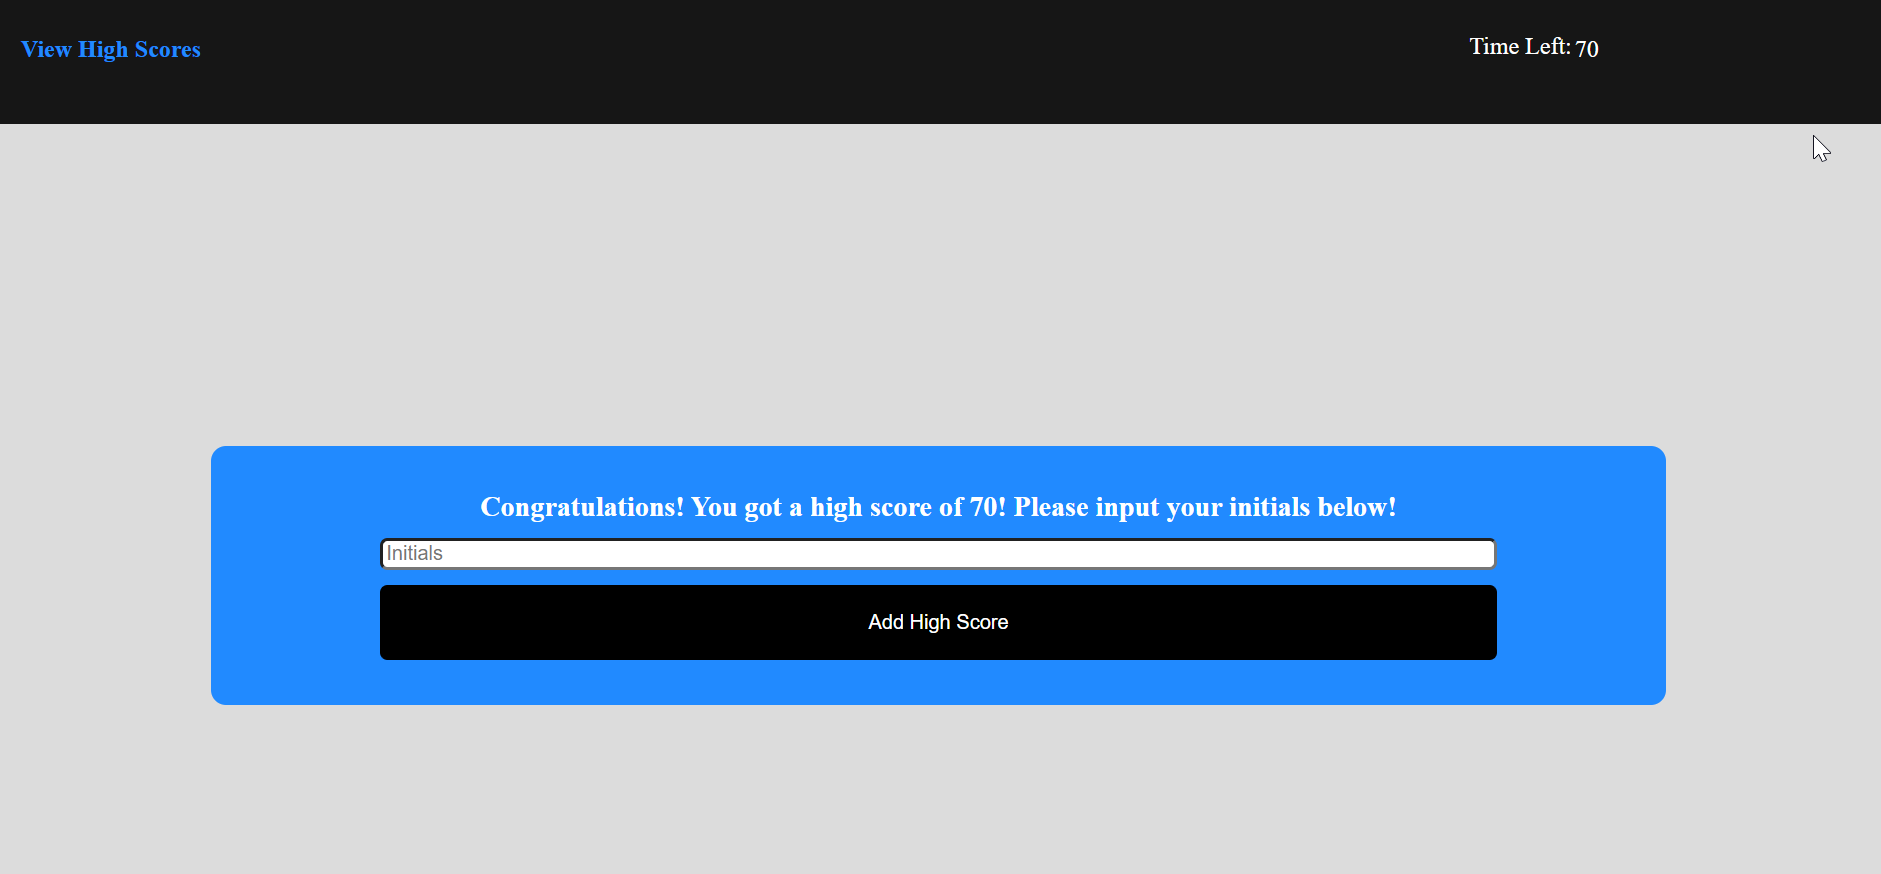 View High Scores
Time Left: 70
Congratulations! You got a high score of 70! Please input your initials below!
Initials
Add High Score